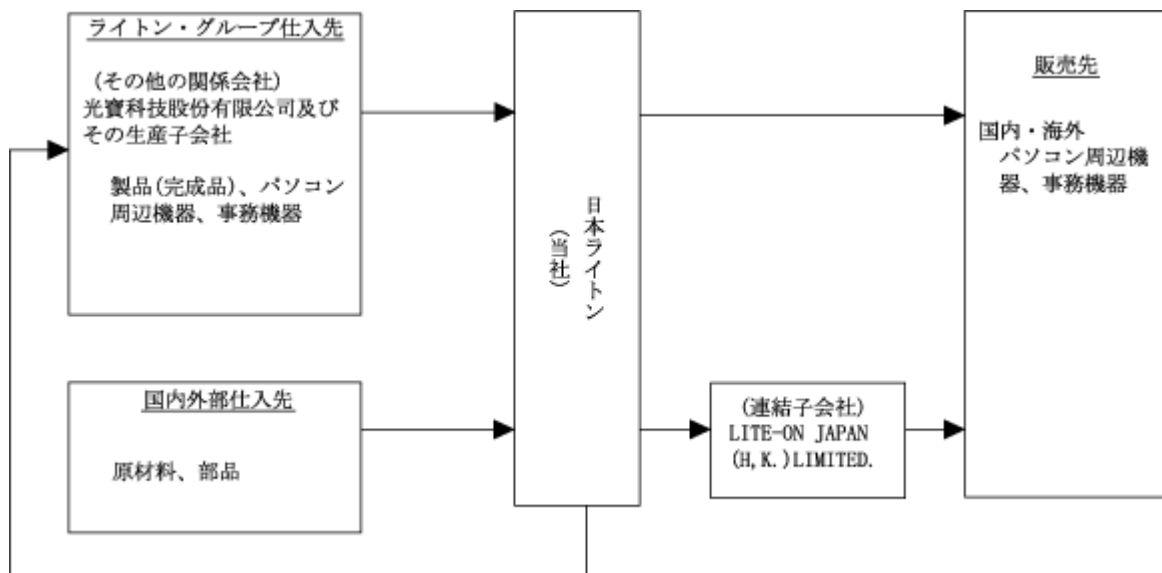 ライトン・グループ仕入先
(その他の関係会社)
光寶科技股份有限公司及び
その生産子会社
製品(完成品)、パソコン
周辺機器、事務機器
国内外部仕入先
原材料、部品
日本ライトン
(当社)
(連結子会社)
LITE-ON JAPAN
(H,K.)LIMITED.
販売先
国内・海外
パソコン周辺機
器、事務機器